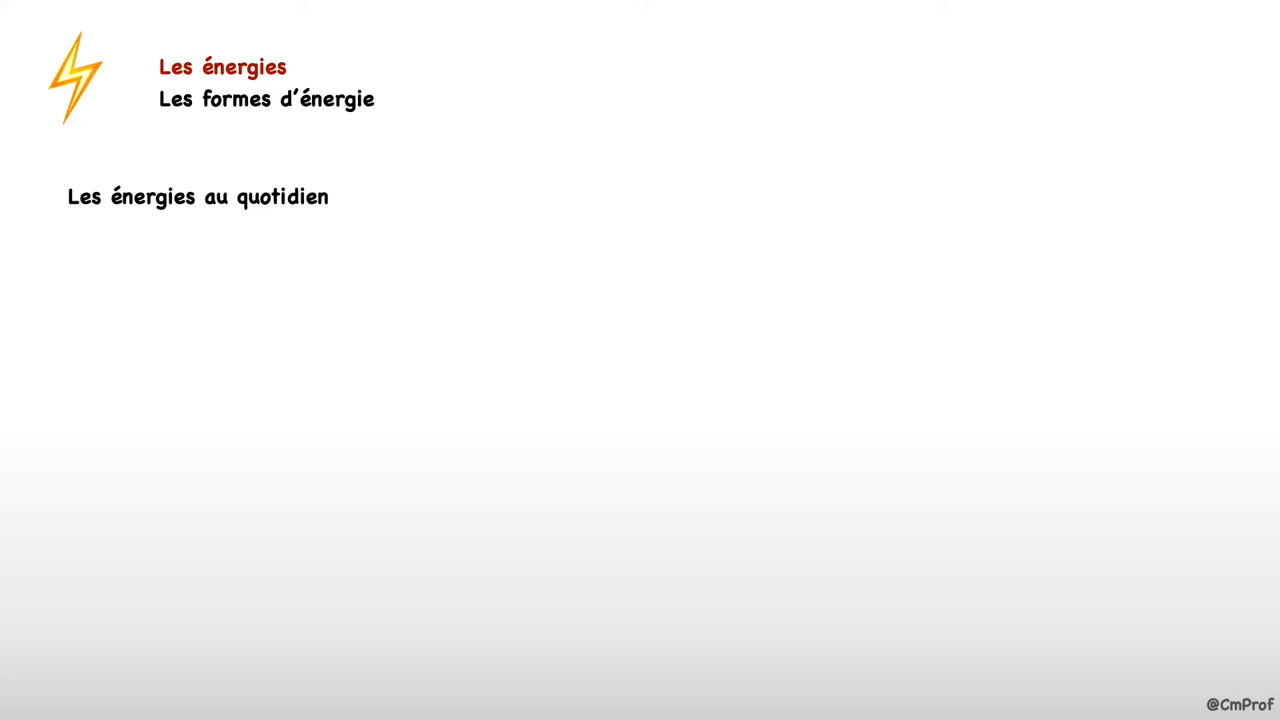 Les énergies
Les formes d’énergie
Les énergies au quotidien
@CmProf